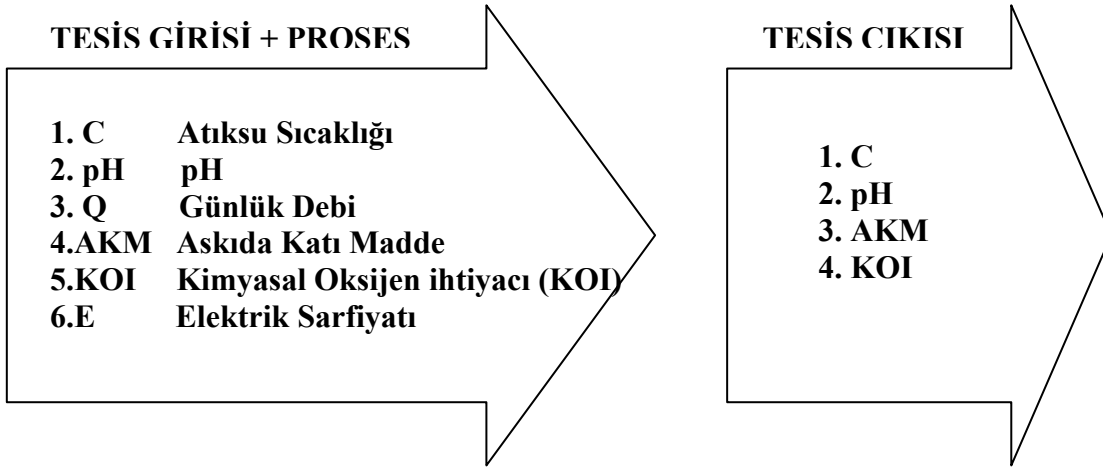 TESİS GİRİSİ + PROSES
1. C Atıksu Sıcaklığı
2. pH pH
3. Q Günlük Debi
4.AKM Askıda Katı Madde
5.KOI Kimyasal Oksijen ihtiyacı (KOI)
6.E Elektrik Sarfiyatı
TESİS CIKISI
1. C
2. pH
3. AKM
4. KOI